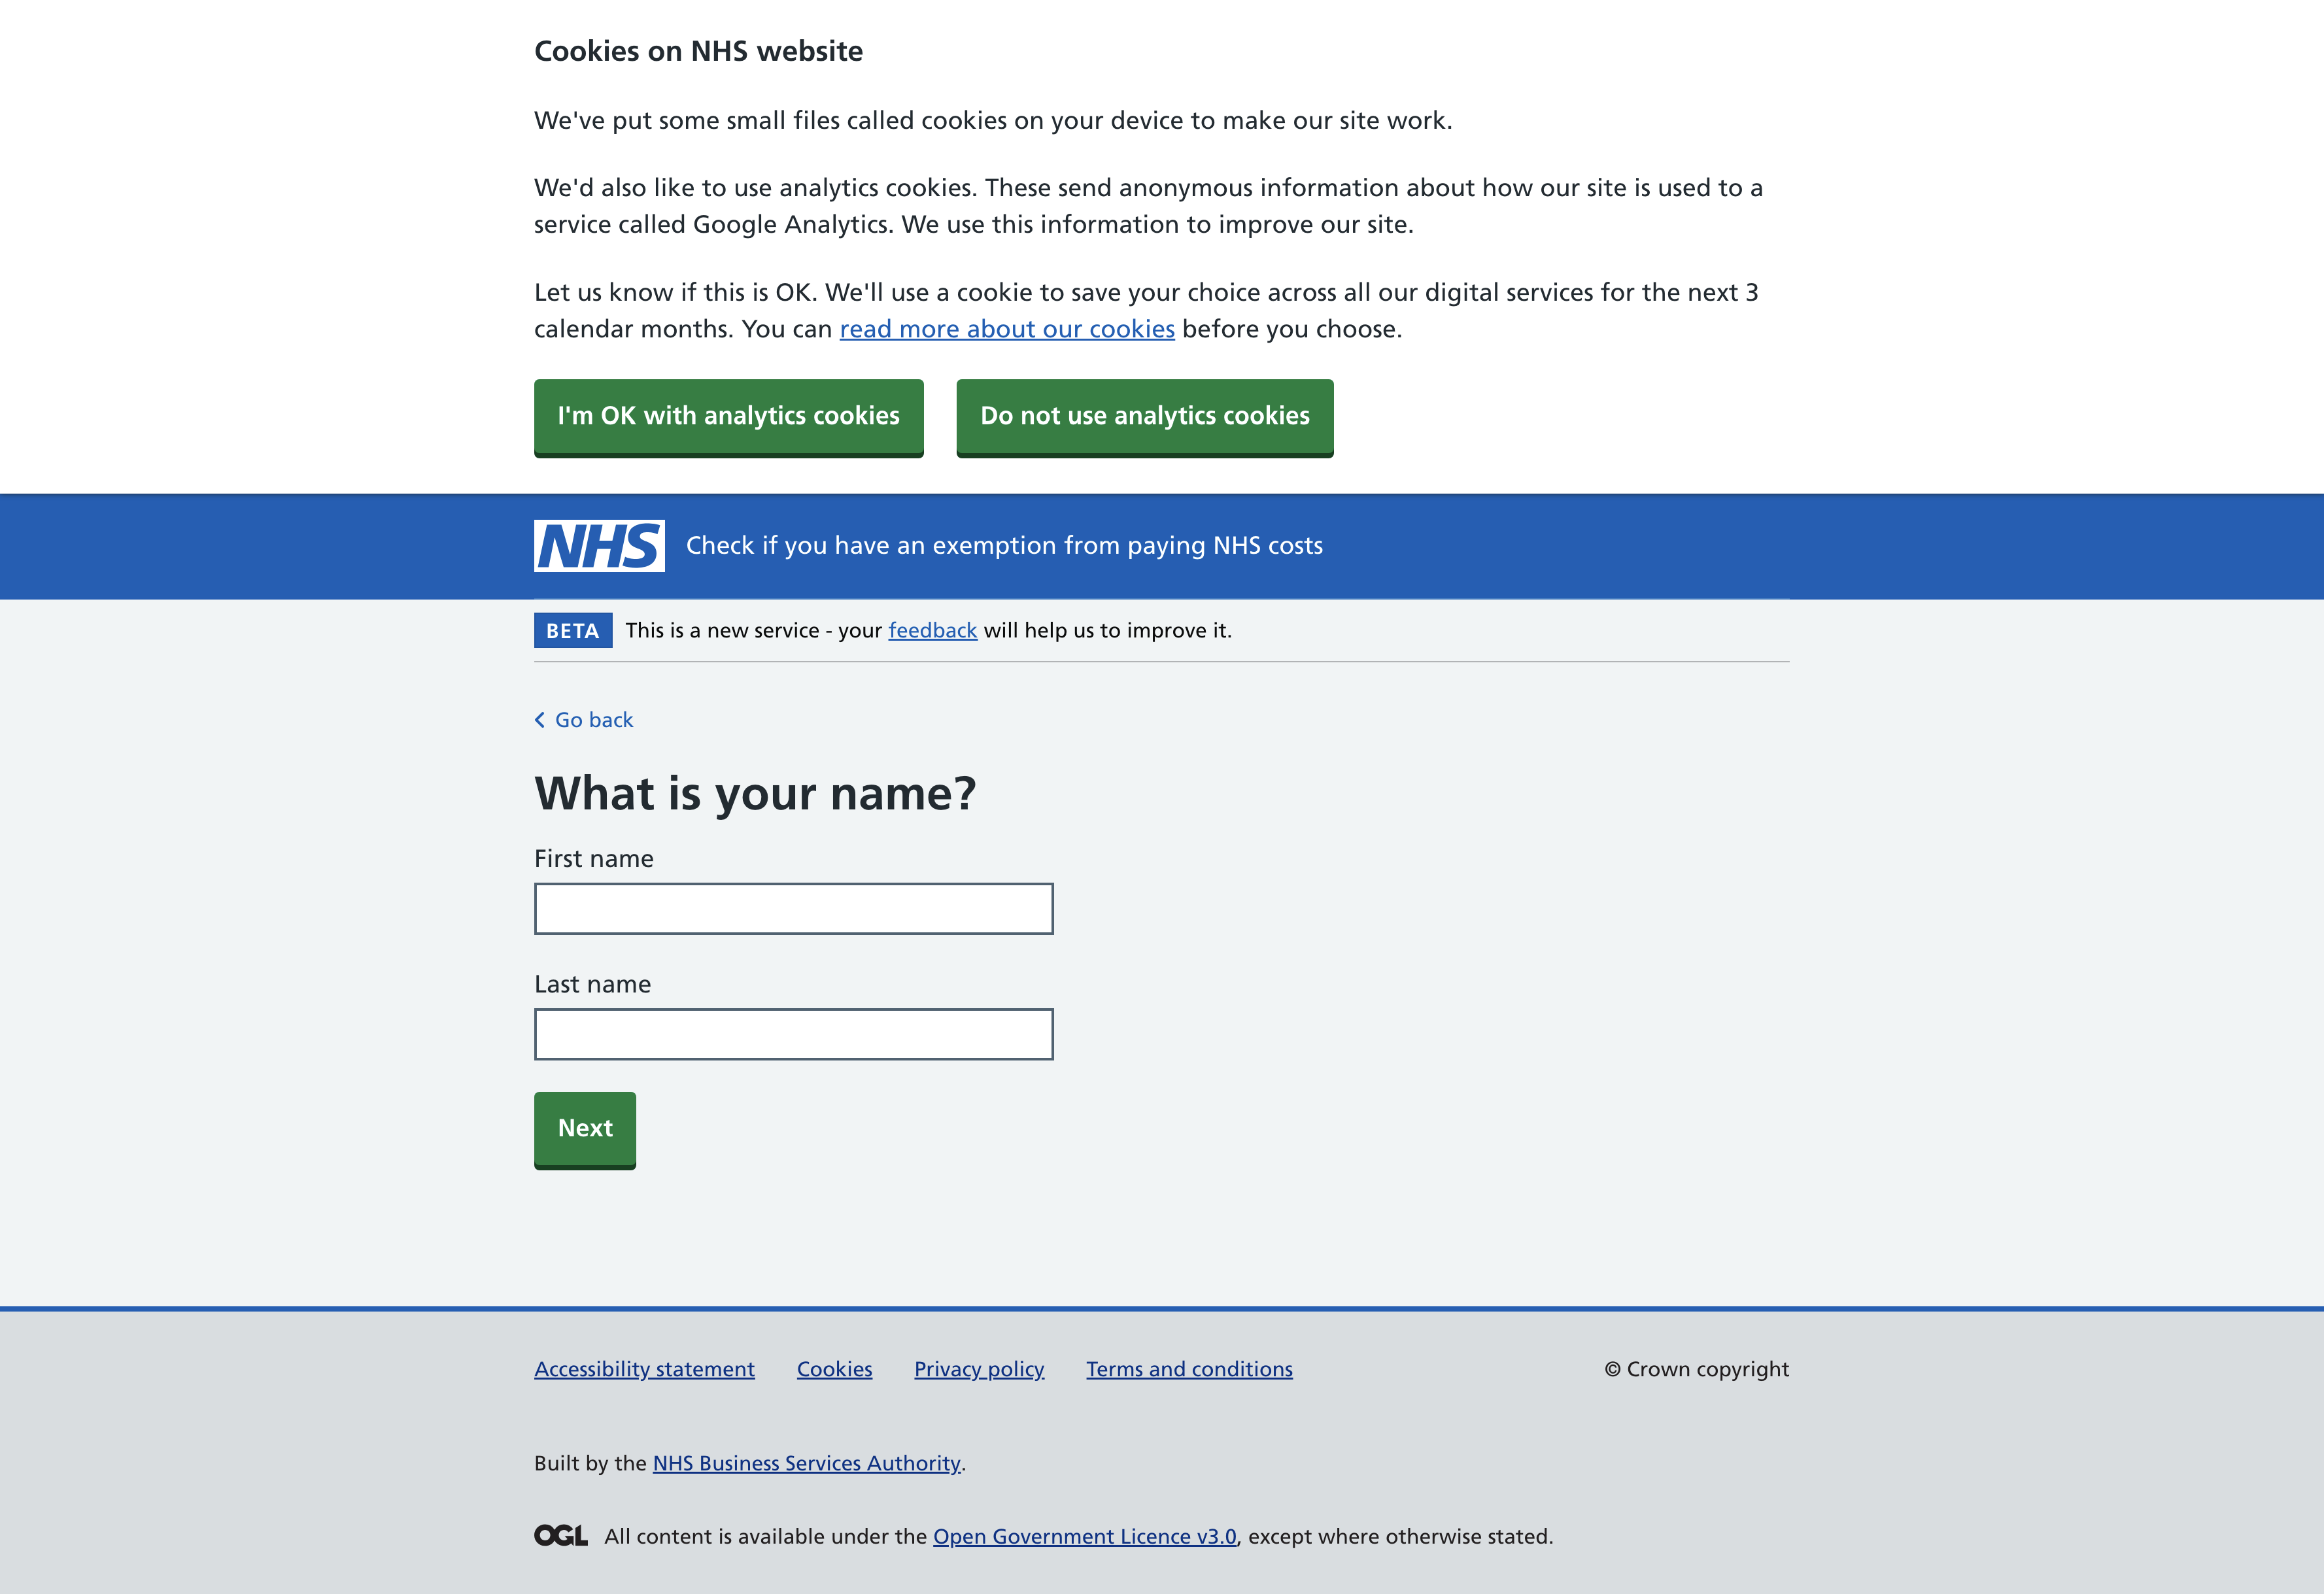 Cookies on NHS website
We've put some small files called cookies on your device to make our site work.
We'd also like to use analytics cookies. These send anonymous information about how our site is used to a
service called Google Analytics. We use this information to improve our site.
Let us know if this is OK. We'll use a cookie to save your choice across all our digital services for the next 3
calendar months. You can read more about our cookies before you choose.
I'm OK with analytics cookies Do not use analytics cookies
NHS Check if you have an exemption from paying NHS costs
BETA This is a new service - your feedback will help us to improve it.
Go back
What is your name?
First name
Last name
Next
Accessibility statement Cookies Privacy policy Terms and conditions © Crown copyright
Built by the NHS Business Services Authority.
OGL All content is available under the Open Government Licence v3.0, except where otherwise stated.